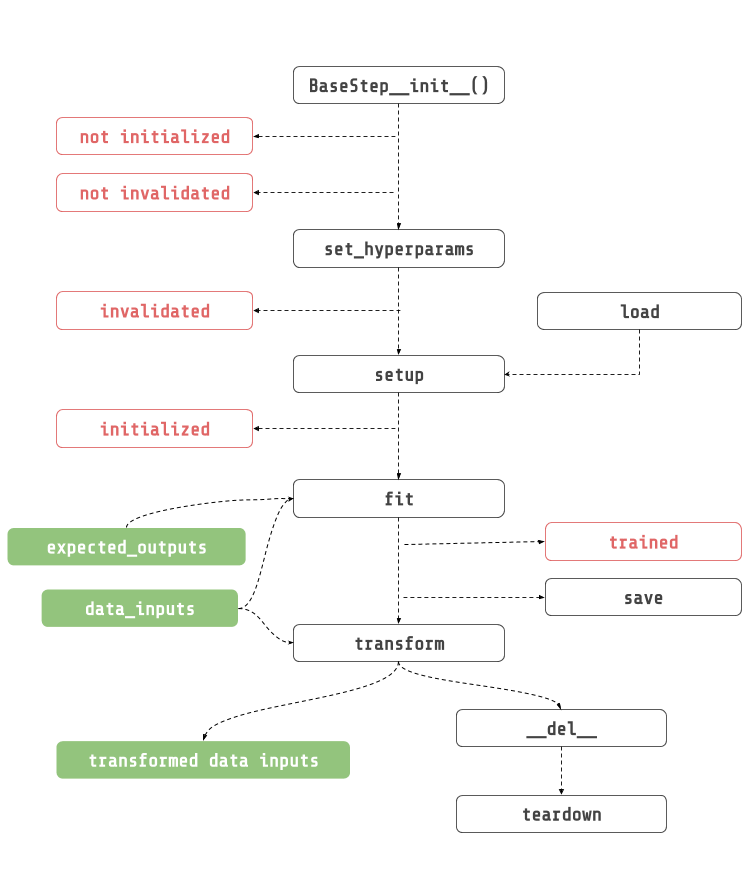 BaseStep__init__()
not initialized
not invalidated
set_hyperparams
invalidated
load
setup
initialized
fit
expected_outputs
trained
data_inputs
save
transform
__del__
transformed data inputs
teardown